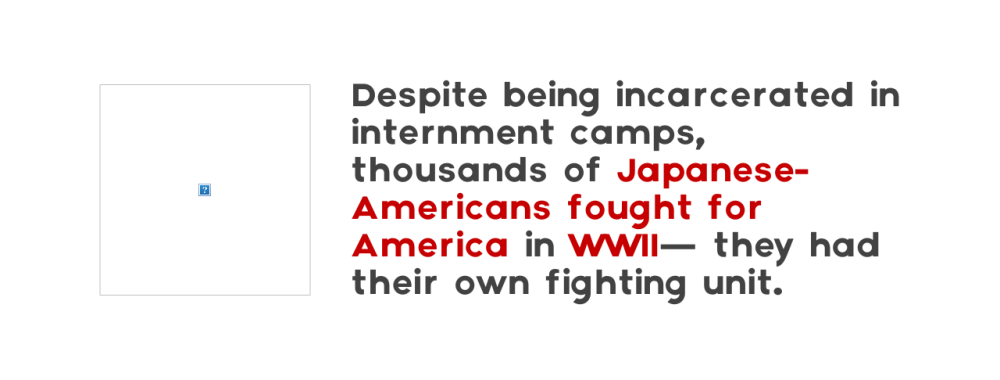 Despite being incarcerated in
internment camps,
thousands of Japanese-
Americans fought for
America in WWII— they had
their own fighting unit.